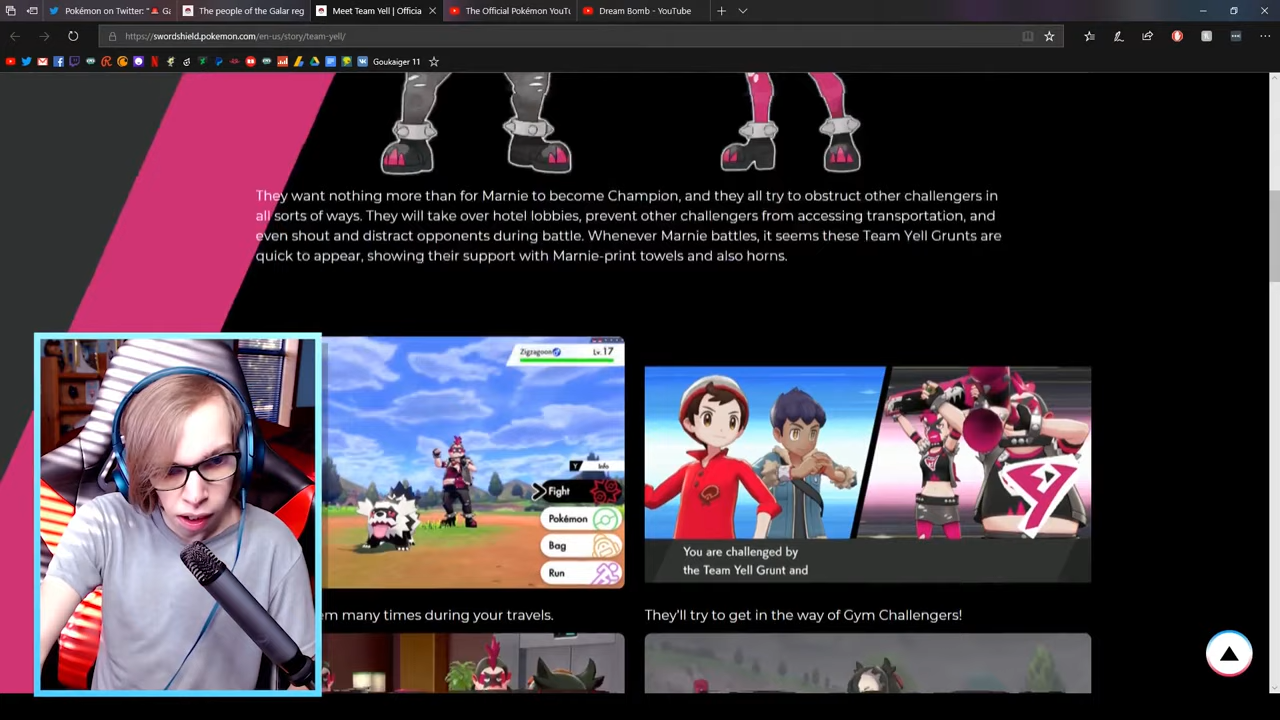 Pokémon on Twitter: " Ga
The people of the Galar reg
Meet Team Yell | Officia
The Official Pokémon YouTu
Dream Bomb - YouTube
https://swordshield.pokemon.com/en-us/story/team-yell/
Goukaiger 11
They want nothing more than for Marnie to become Champion, and they all try to obstruct other challengers in
all sorts of ways. They will take over hotel lobbies, prevent other challengers from accessing transportation, and
even shout and distract opponents during battle. Whenever Marnie battles, it seems these Team Yell Grunts are
quick to appear, showing their support with Marnie-print towels and also horns.
Zigzagoon
Lv. 17
Y Info
Fight
Pokémon
Bag
Run
You are challenged by
the Team Yell Grunt and
em many times during your travels.
They'll try to get in the way of Gym Challengers!